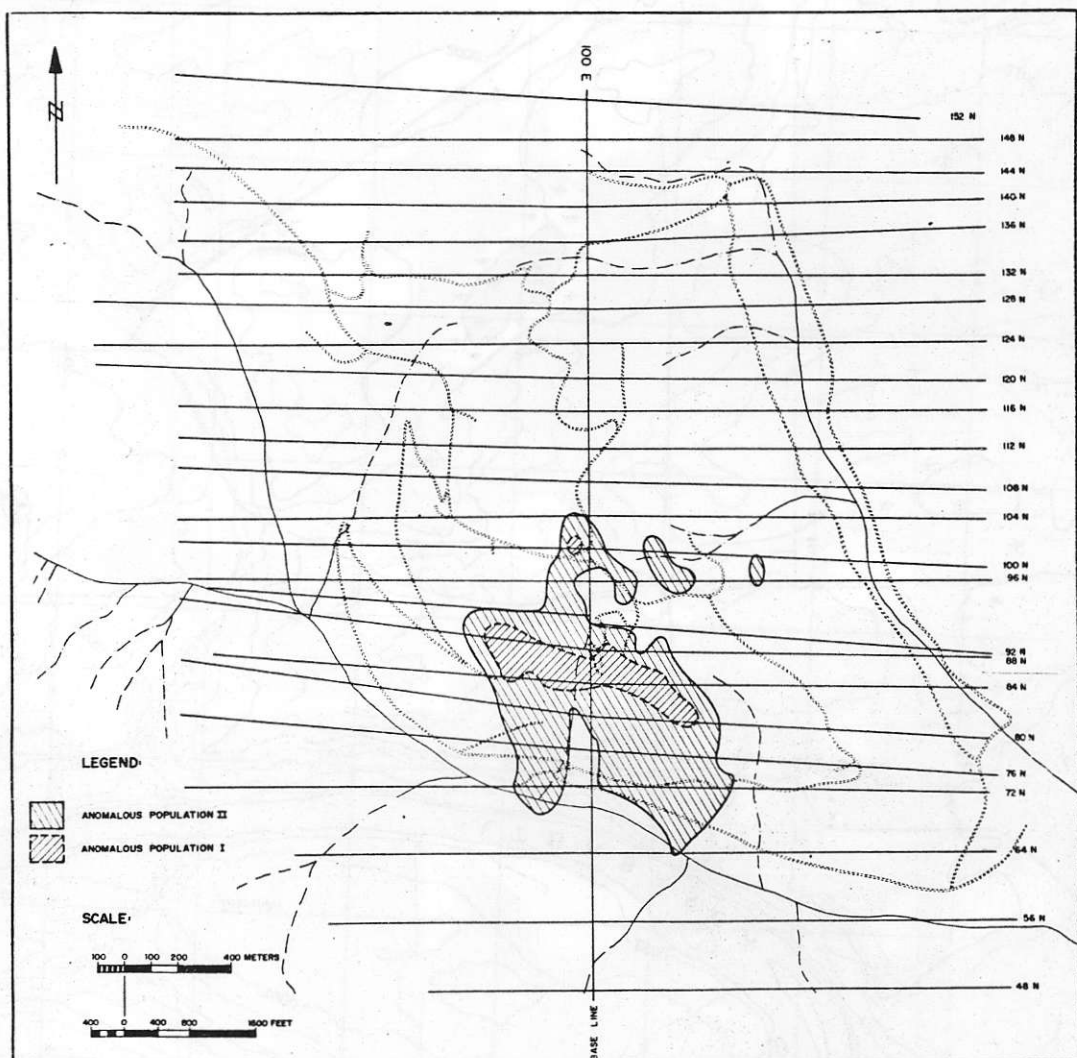 N
100 E
152 N
148 N
144 N
140 N
136 N
132 N
128 N
124 N
120 N
116 N
112 N
108 N
104 N
100 N
96 N
92 N
88 N
84 N
80 N
76 N
72 N
64 N
56 N
48 N
LEGEND:
ANOMALOUS POPULATION II
ANOMALOUS POPULATION I
SCALE:
100 0 100 200 400 METERS
400 0 400 800 1600 FEET
BASE LINE